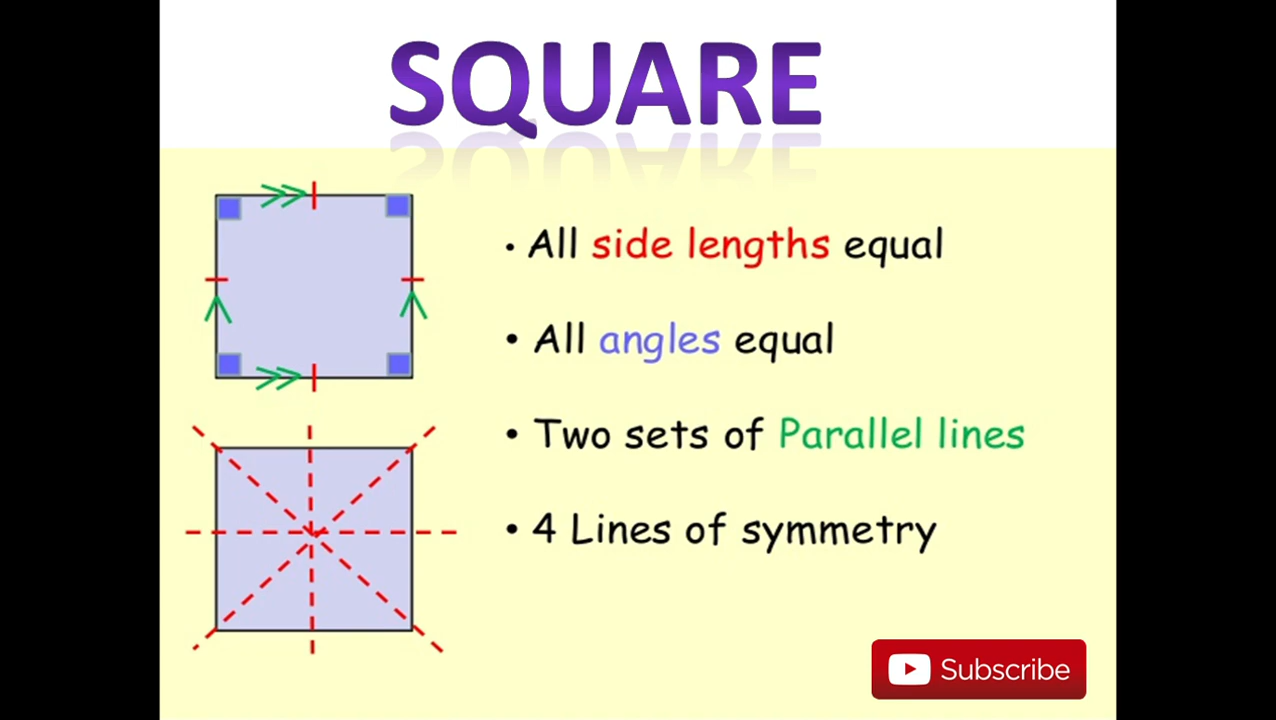 SQUARE
• All side lengths equal
• All angles equal
• Two sets of Parallel lines
• 4 Lines of symmetry
Subscribe